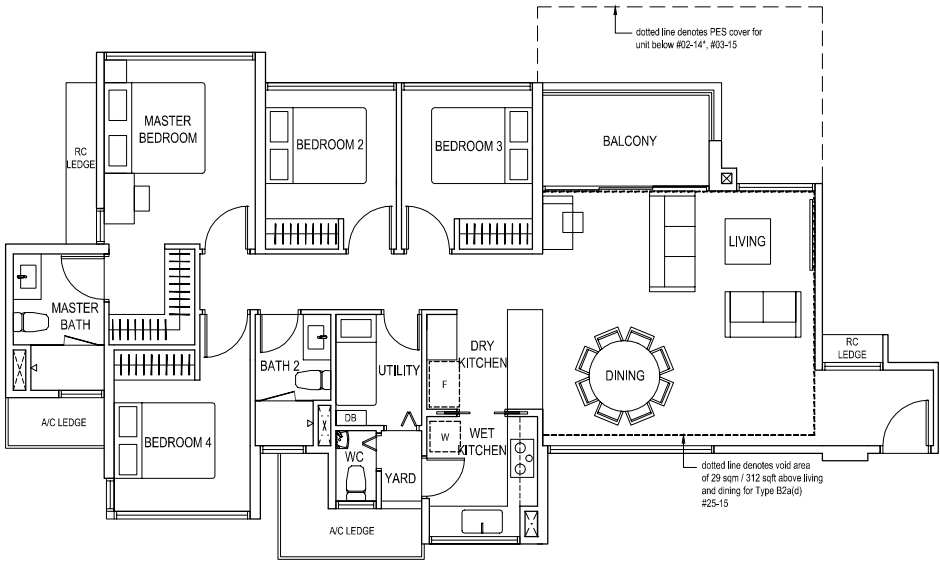 dotted line denotes PES cover for
unit below #02-14*, #03-15
MASTER
BEDROOM
BEDROOM 2
BEDROOM 3
BALCONY
RC
LEDGE
LIVING
MASTER
BATH
DRY
KITCHEN
RC
LEDGE
BATH 2
UTILITY
DINING
F
A/C LEDGE
DB
BEDROOM 4
W
WET
KITCHEN
WC
YARD
dotted line denotes void area
of 29 sqm / 312 sqft above living
and dining for Type B2a(d)
#25-15
A/C LEDGE